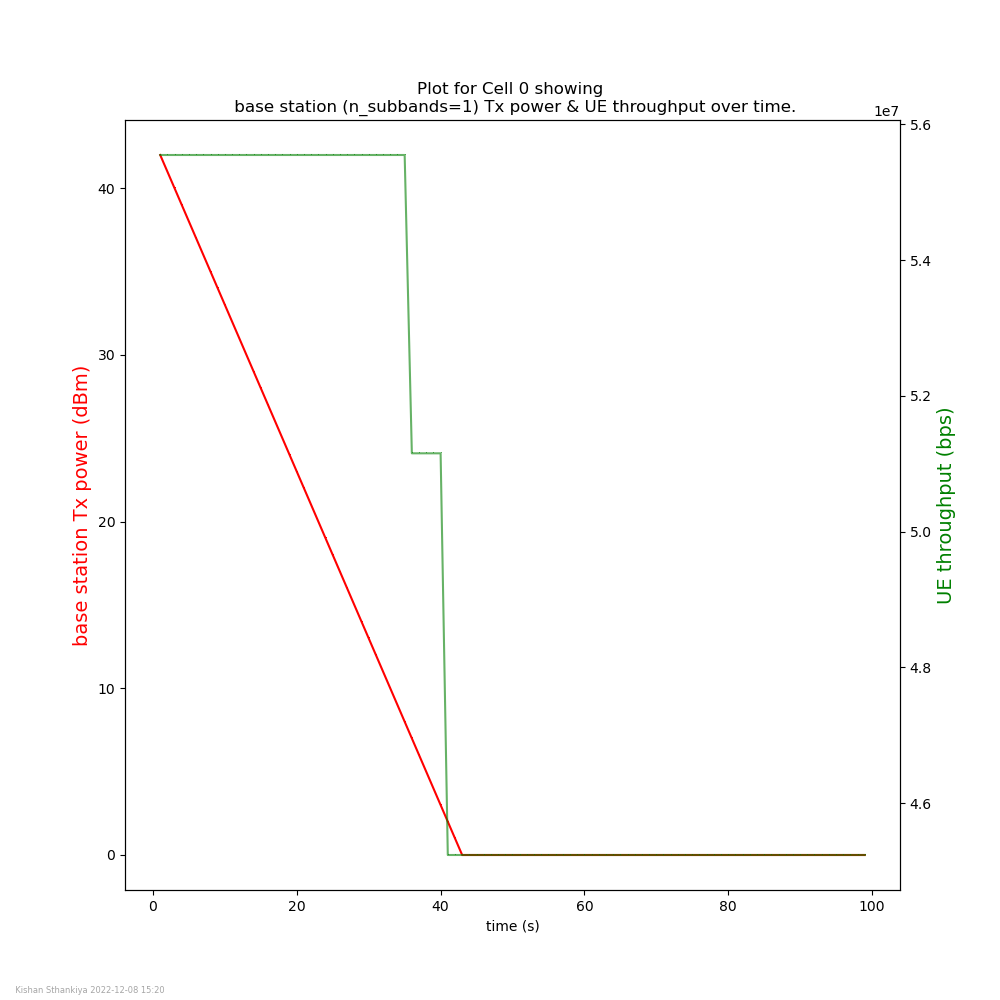 Plot for Cell 0 showing
base station (n_subbands=1) Tx power & UE throughput over time.
1e7
40
30
20
10
0
base station Tx power (dBm)
5.6
5.4
5.2
5.0
4.8
4.6
UE throughput (bps)
0 20 40 60 80 100
time (s)
Kishan Sthankiya 2022-12-08 15:20